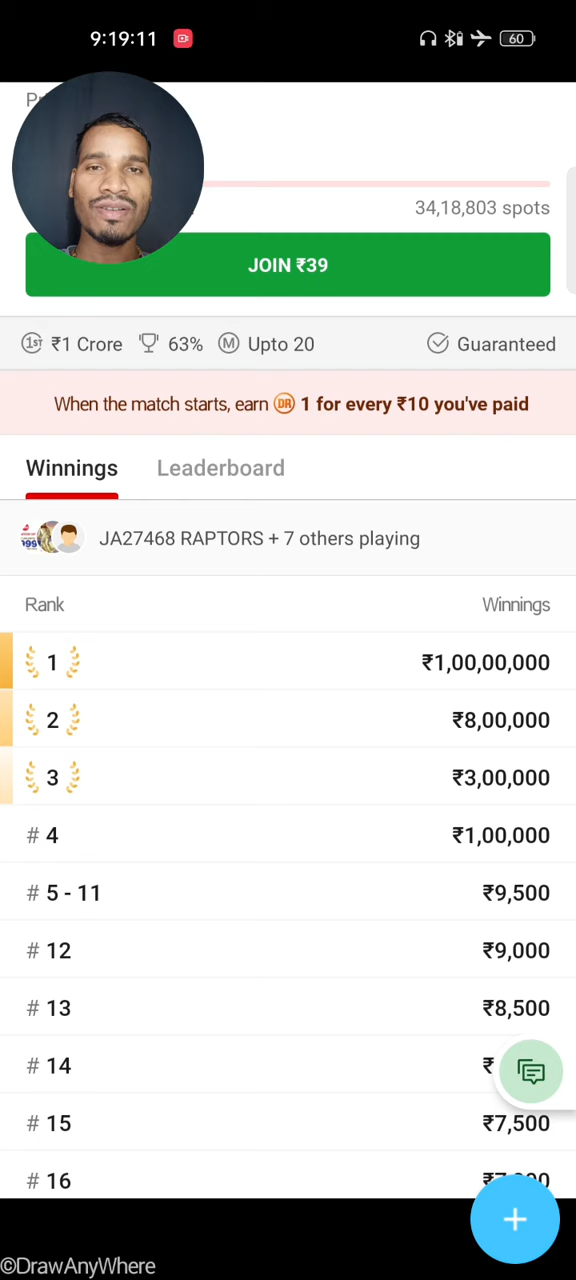 9:19:11 60
34,18,803 spots
JOIN ₹39
1ST ₹1 Crore 63% M Upto 20 Guaranteed
When the match starts, earn DR 1 for every ₹10 you've paid
Winnings Leaderboard
JA27468 RAPTORS + 7 others playing
Rank Winnings
1 ₹1,00,00,000
2 ₹8,00,000
3 ₹3,00,000
# 4 ₹1,00,000
# 5 - 11 ₹9,500
# 12 ₹9,000
# 13 ₹8,500
# 14 ₹
# 15 ₹7,500
# 16
©DrawAnyWhere